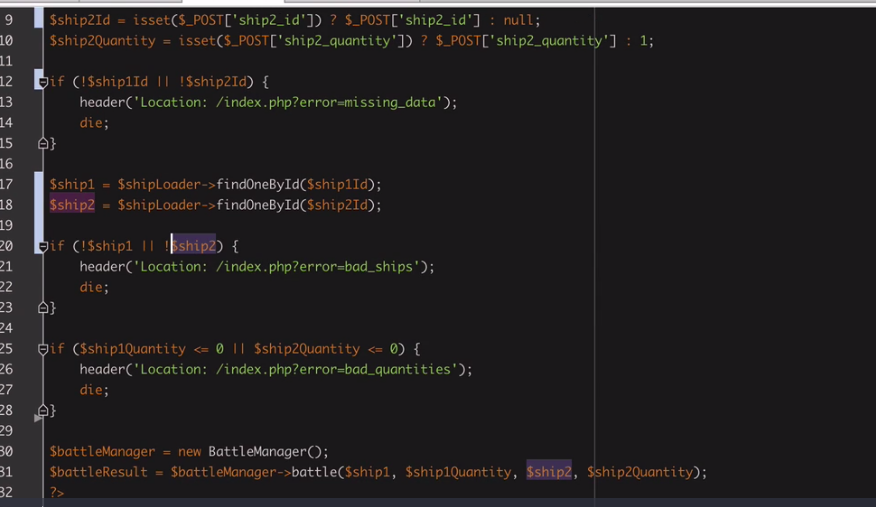 9 $ship2Id = isset($_POST['ship2_id']) ? $_POST['ship2_id'] : null;
10 $ship2Quantity = isset($_POST['ship2_quantity']) ? $_POST['ship2_quantity'] : 1;
11
12 if (!$ship1Id || !$ship2Id) {
13 header('Location: /index.php?error=missing_data');
14 die;
15 }
16
17 $ship1 = $shipLoader->findOneById($ship1Id);
18 $ship2 = $shipLoader->findOneById($ship2Id);
19
20 if (!$ship1 || !$ship2) {
21 header('Location: /index.php?error=bad_ships');
22 die;
23 }
24
25 if ($ship1Quantity <= 0 || $ship2Quantity <= 0) {
26 header('Location: /index.php?error=bad_quantities');
27 die;
28 }
29
30 $battleManager = new BattleManager();
31 $battleResult = $battleManager->battle($ship1, $ship1Quantity, $ship2, $ship2Quantity);
32 ?>